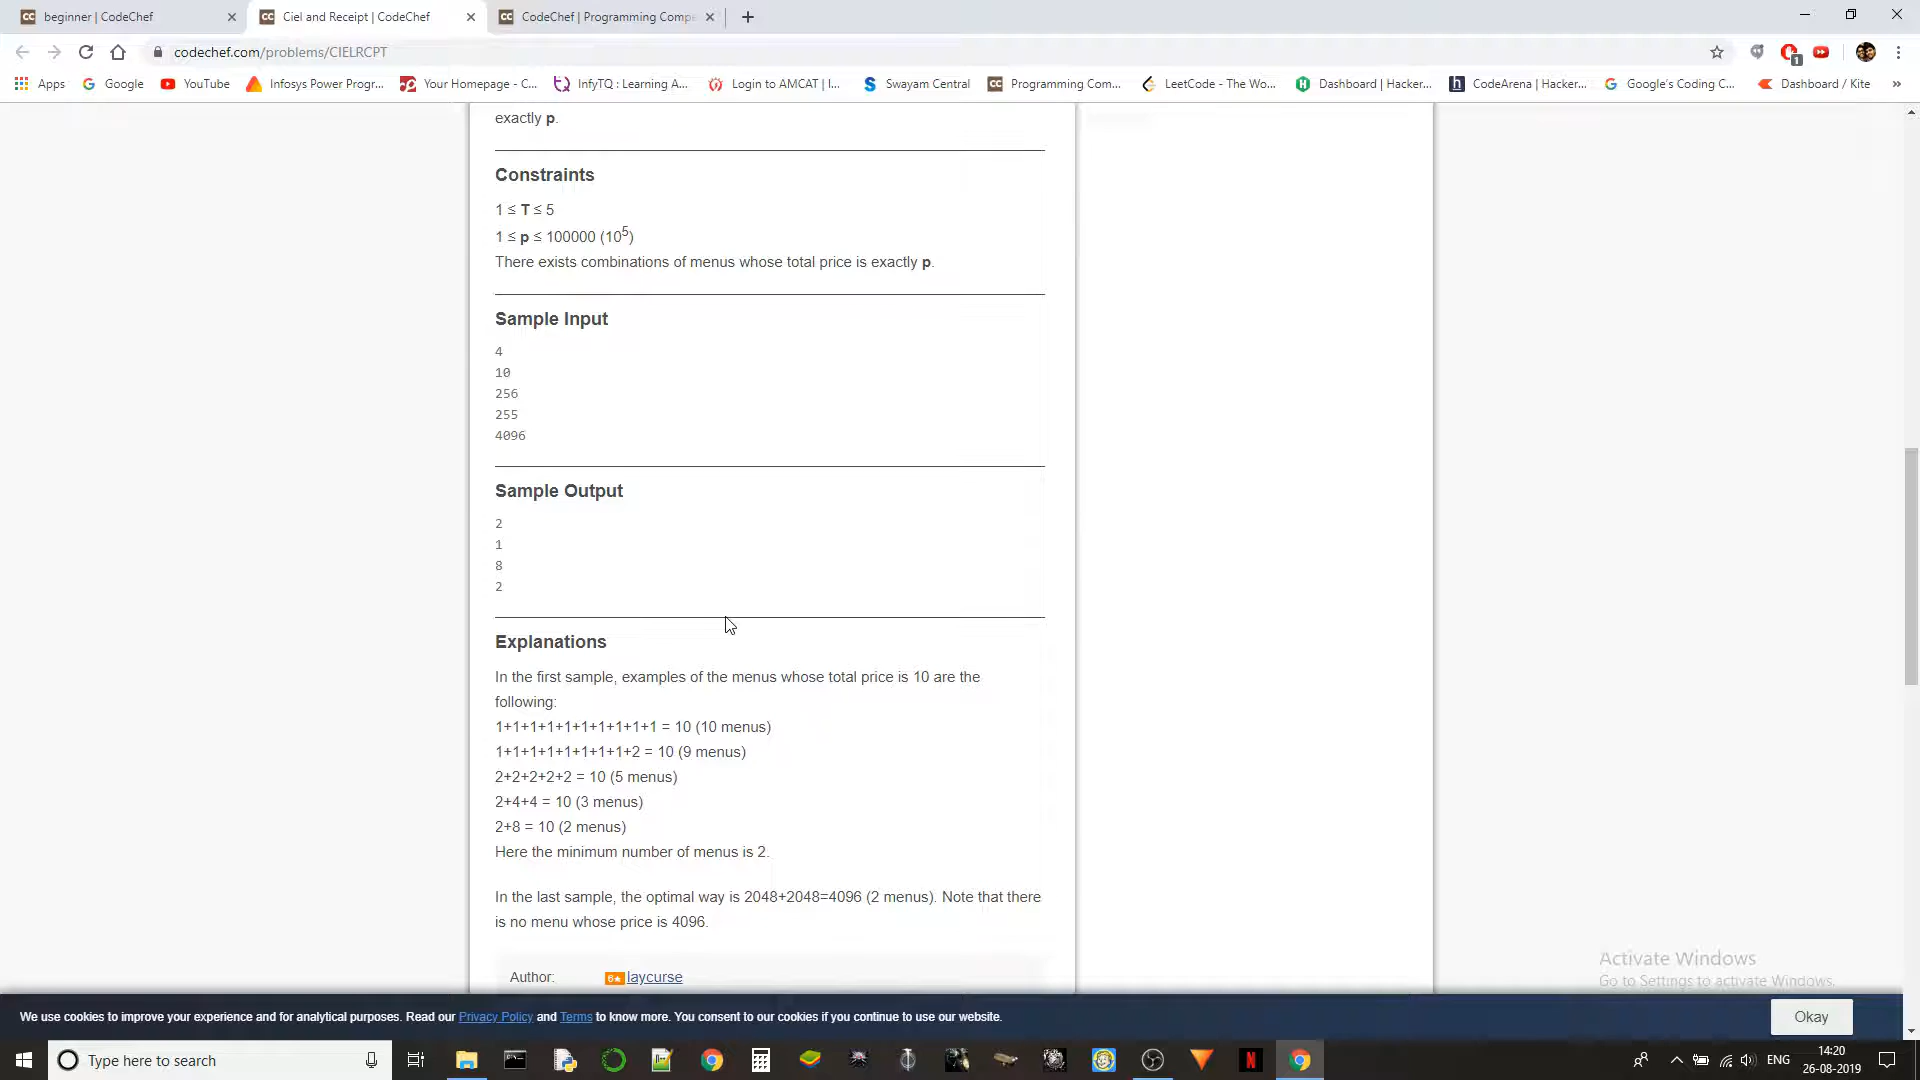 beginner | CodeChef
Ciel and Receipt | CodeChef
CodeChef | Programming Compe
codechef.com/problems/CIELRCPT
1
Apps
Google
YouTube
Infosys Power Progr...
Your Homepage - C...
InfyTQ : Learning A...
Login to AMCAT | I...
Swayam Central
Programming Com...
LeetCode - The Wo...
Dashboard | Hacker...
CodeArena | Hacker...
Google's Coding C...
Dashboard / Kite
»
exactly p.
Constraints
1 ≤ T ≤ 5
1 ≤ p ≤ 100000 (10⁵)
There exists combinations of menus whose total price is exactly p.
Sample Input
4
10
256
255
4096
Sample Output
2
1
8
2
Explanations
In the first sample, examples of the menus whose total price is 10 are the
following:
1+1+1+1+1+1+1+1+1+1 = 10 (10 menus)
1+1+1+1+1+1+1+1+2 = 10 (9 menus)
2+2+2+2+2 = 10 (5 menus)
2+4+4 = 10 (3 menus)
2+8 = 10 (2 menus)
Here the minimum number of menus is 2.
In the last sample, the optimal way is 2048+2048=4096 (2 menus). Note that there
is no menu whose price is 4096.
Author:
6★ laycurse
Activate Windows
Go to Settings to activate Windows.
We use cookies to improve your experience and for analytical purposes. Read our Privacy Policy and Terms to know more. You consent to our cookies if you continue to use our website.
Okay
Type here to search
ENG
14:20
26-08-2019